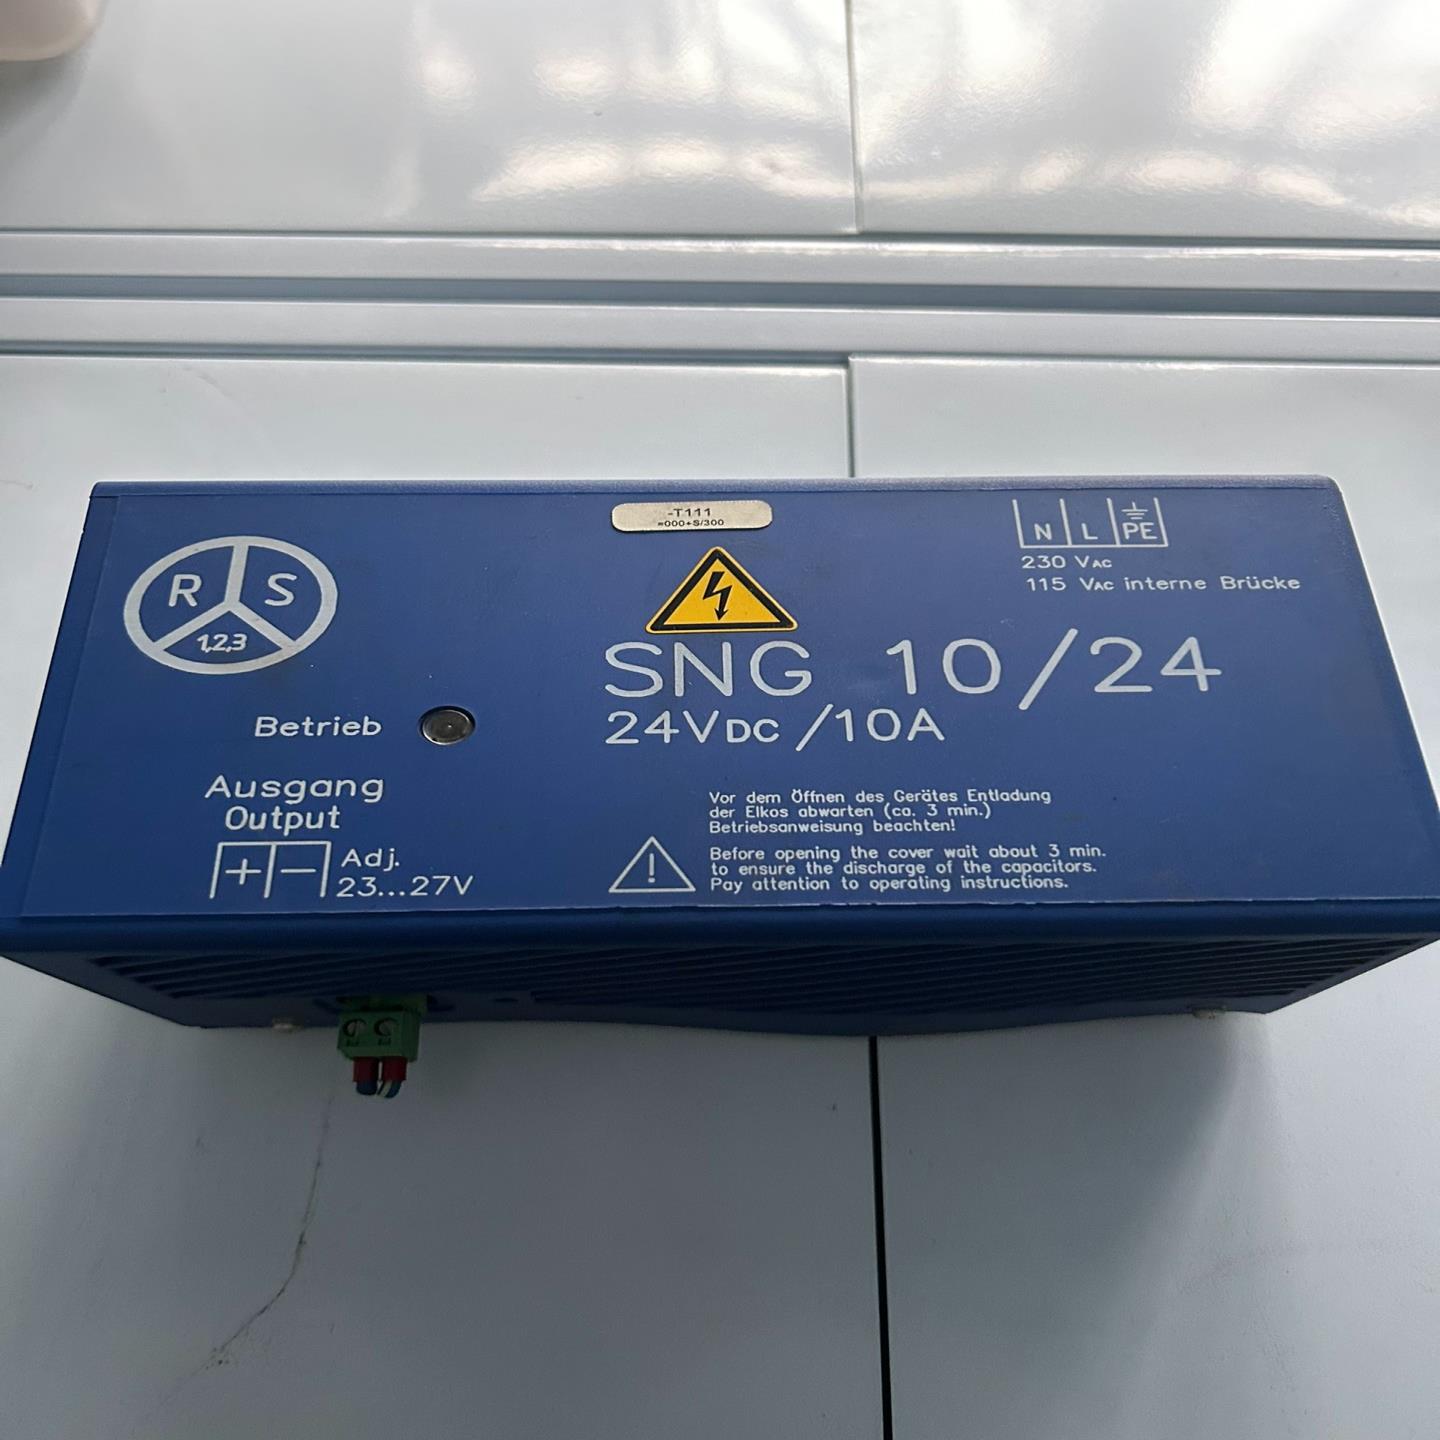 -T111
=000+S/300
N L PE
230 VAC
115 VAC interne Brücke
R S
1,2,3
SNG 10/24
24VDC/10A
Betrieb
Ausgang
Output
+ - Adj.
23...27V
Vor dem Öffnen des Gerätes Entladung
der Elkos abwarten (ca. 3 min.)
Betriebsanweisung beachten!
!
Before opening the cover wait about 3 min.
to ensure the discharge of the capacitors.
Pay attention to operating instructions.